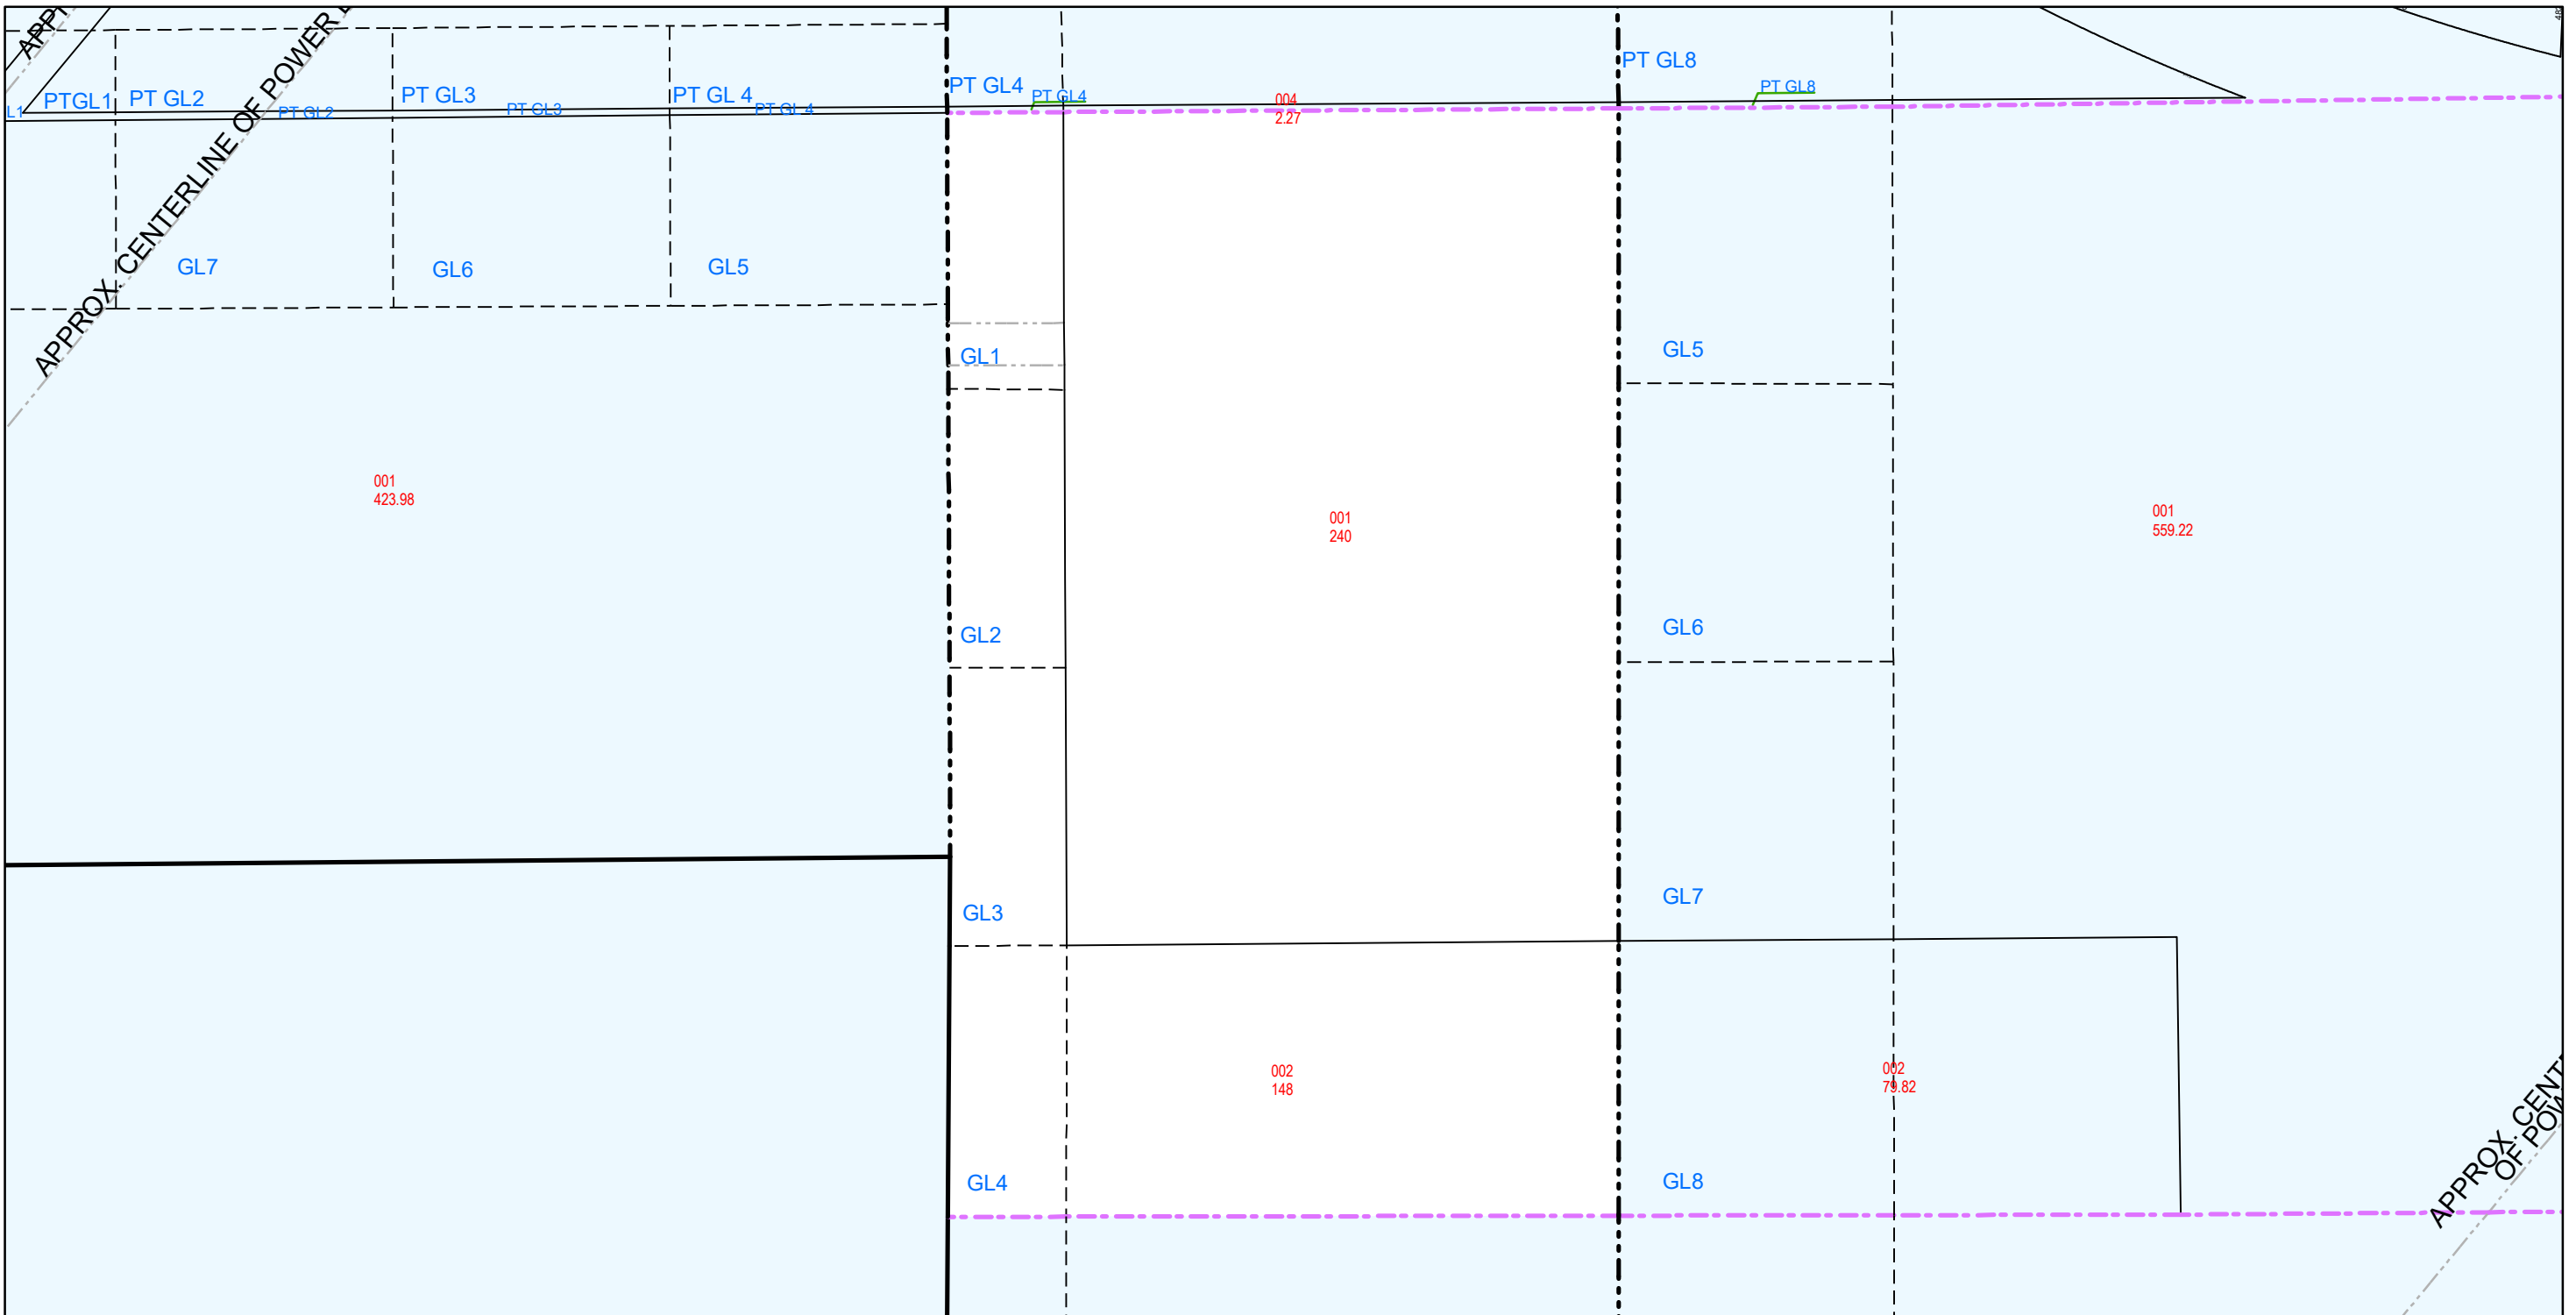 APPR
APPROX. CENTERLINE OF POWER
PT GL8
PT GL4
PT GL4
PT GL8
L1
PTGL1
PT GL2
PT GL2
PT GL3
PT GL3
PT GL 4
PT GL 4
004
2.27
GL7
GL6
GL5
GL1
GL5
001
423.98
001
240
001
559.22
GL2
GL6
GL3
GL7
002
148
002
79.82
GL4
GL8
APPROX. CENT
OF POW